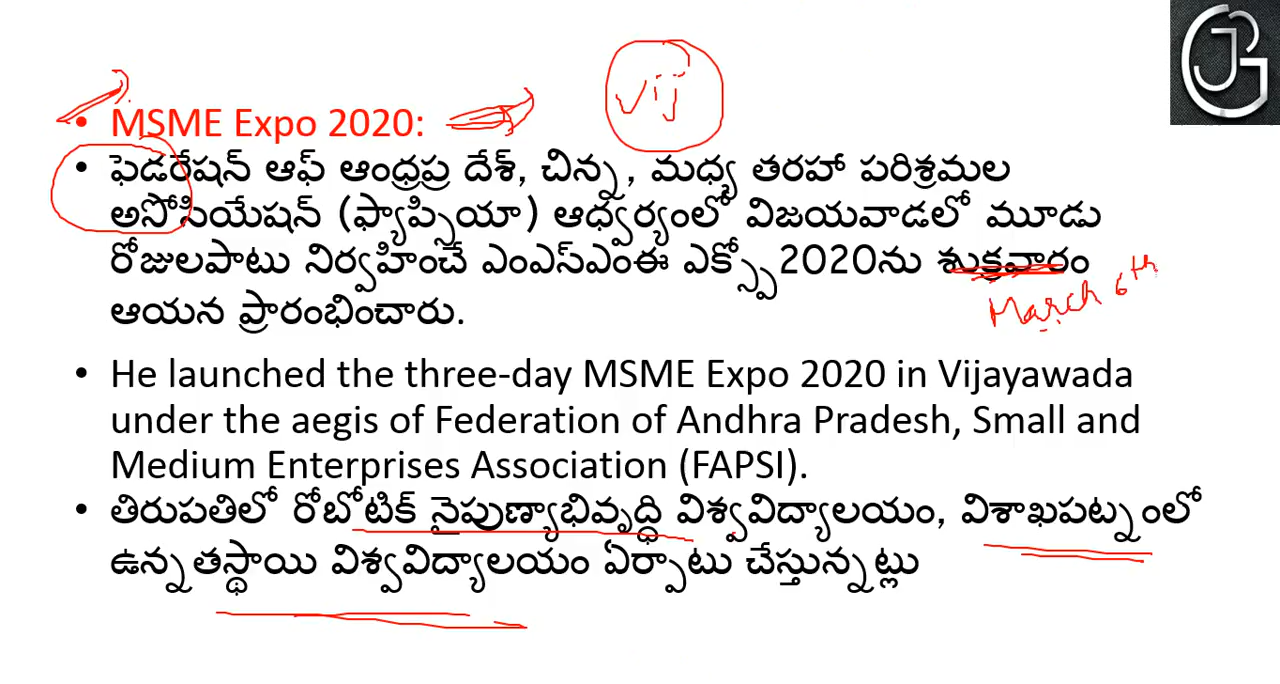 vij
MSME Expo 2020:
ఫెడరేషన్ ఆఫ్ ఆంధ్రప్ర దేశ్, చిన్న, మధ్య తరహా పరిశ్రమల
అసోసియేషన్ (ఫ్యాప్సియా) ఆధ్వర్యంలో విజయవాడలో మూడు
రోజులపాటు నిర్వహించే ఎంఎస్ఎంఈ ఎక్స్పో 2020ను శుక్రవారం
March 6th
ఆయన ప్రారంభించారు.
He launched the three-day MSME Expo 2020 in Vijayawada
under the aegis of Federation of Andhra Pradesh, Small and
Medium Enterprises Association (FAPSI).
తిరుపతిలో రోబోటిక్ నైపుణ్యాభివృద్ధి విశ్వవిద్యాలయం, విశాఖపట్నంలో
ఉన్నతస్థాయి విశ్వవిద్యాలయం ఏర్పాటు చేస్తున్నట్లు